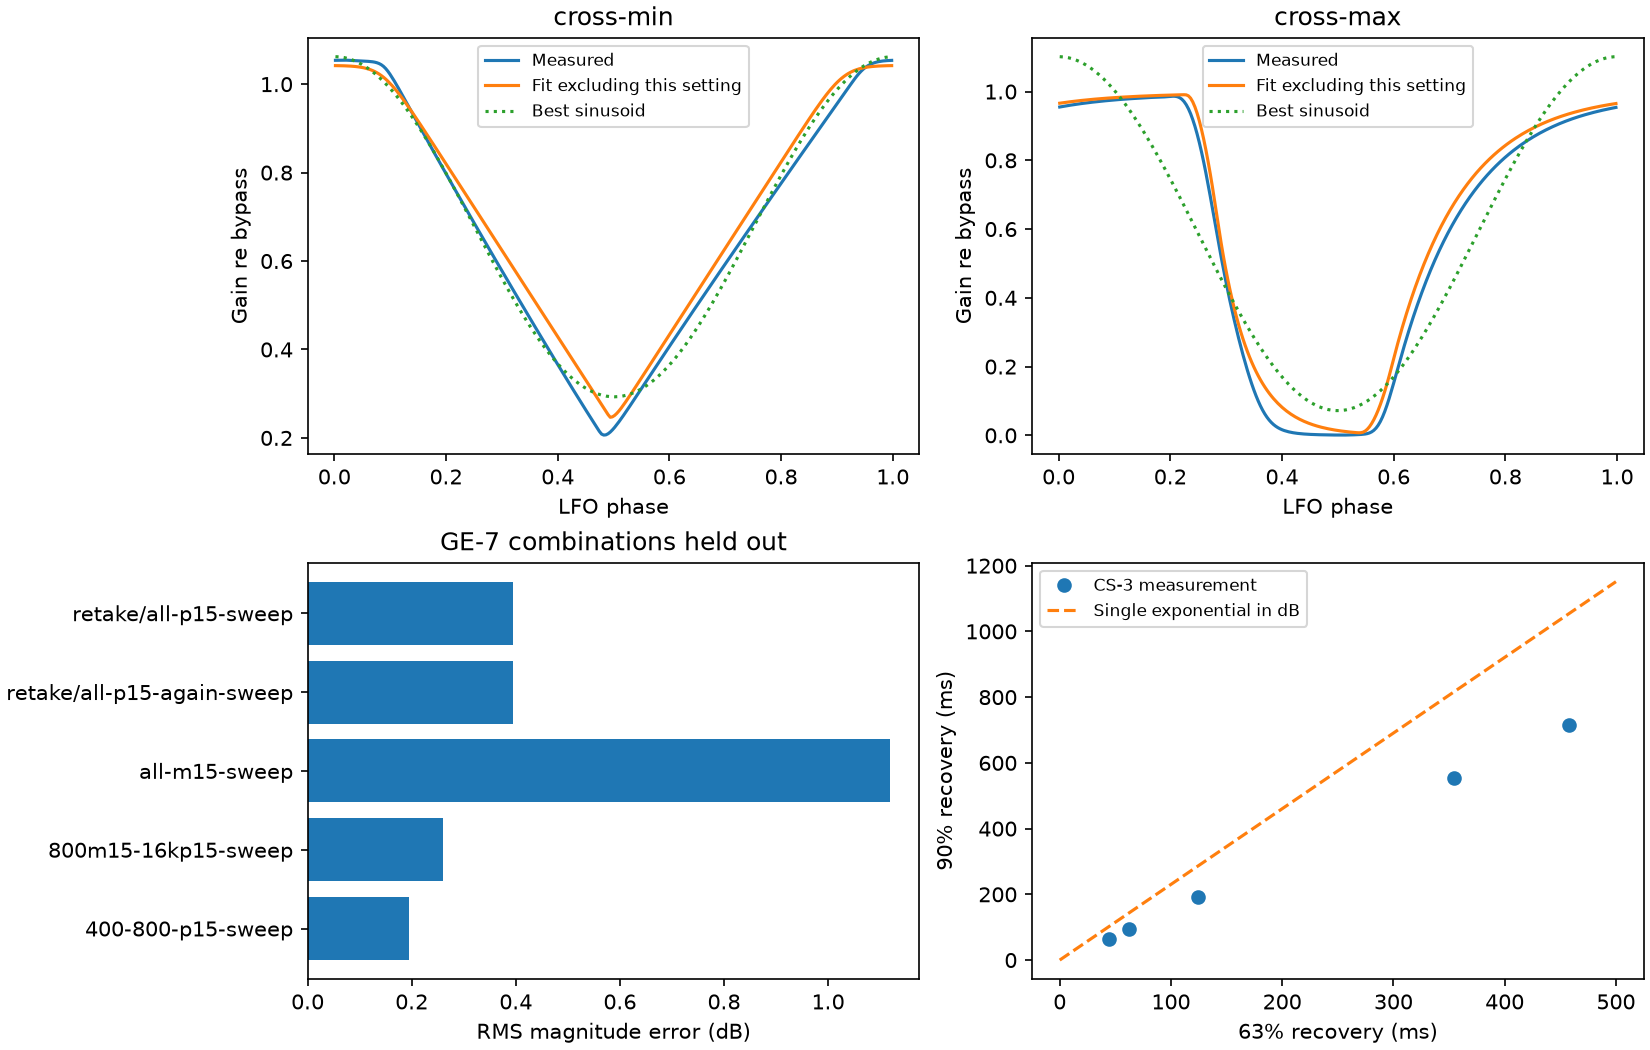 cross-min
Measured
Fit excluding this setting
Best sinusoid
1.0
0.8
0.6
0.4
0.2
Gain re bypass
0.0 0.2 0.4 0.6 0.8 1.0
LFO phase
cross-max
Measured
Fit excluding this setting
Best sinusoid
1.0
0.8
0.6
0.4
0.2
0.0
Gain re bypass
0.0 0.2 0.4 0.6 0.8 1.0
LFO phase
GE-7 combinations held out
retake/all-p15-sweep
retake/all-p15-again-sweep
all-m15-sweep
800m15-16kp15-sweep
400-800-p15-sweep
0.0 0.2 0.4 0.6 0.8 1.0
RMS magnitude error (dB)
CS-3 measurement
Single exponential in dB
1200
1000
800
600
400
200
0
90% recovery (ms)
0 100 200 300 400 500
63% recovery (ms)